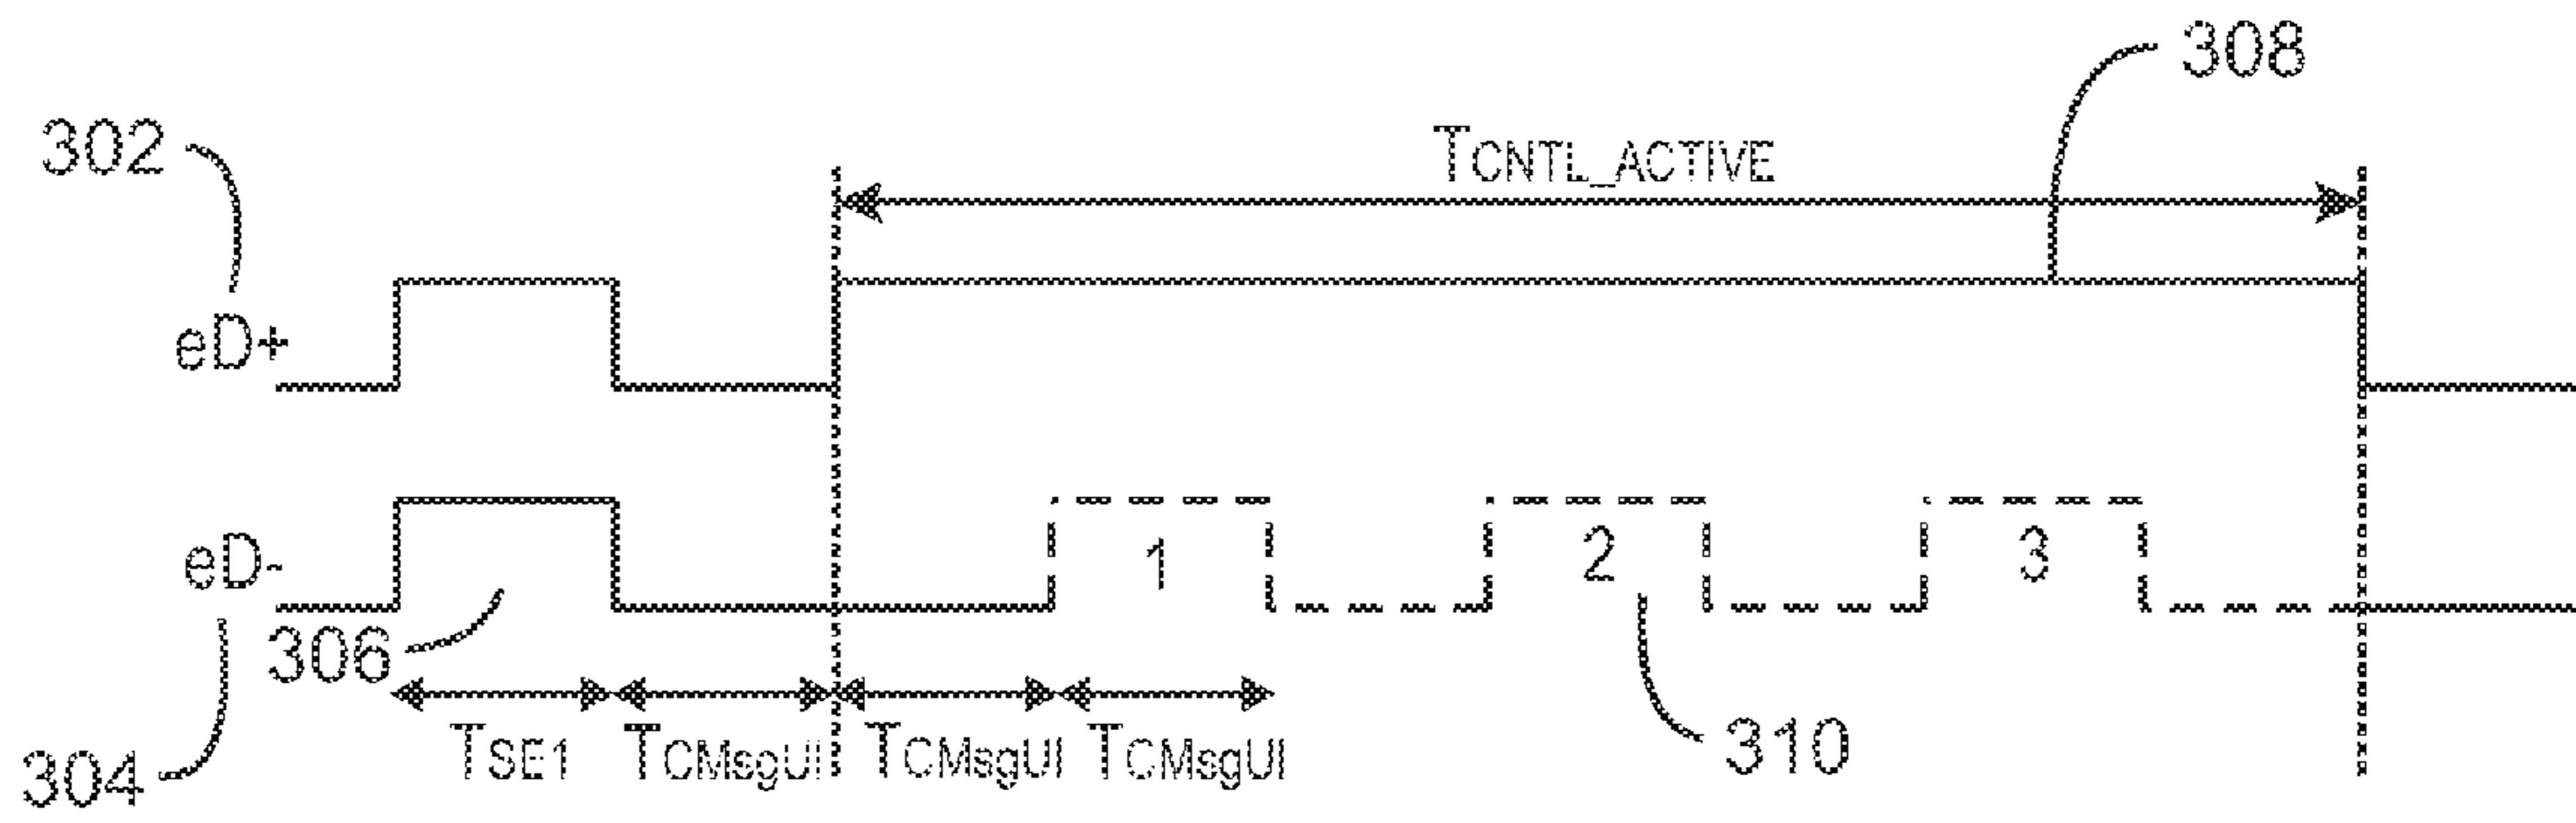 308
302
TCNTL_ACTIVE
eD+
eD-
1 2 3
306
TSE1 TCMsgUI TCMsgUI TCMsgUI
310
304